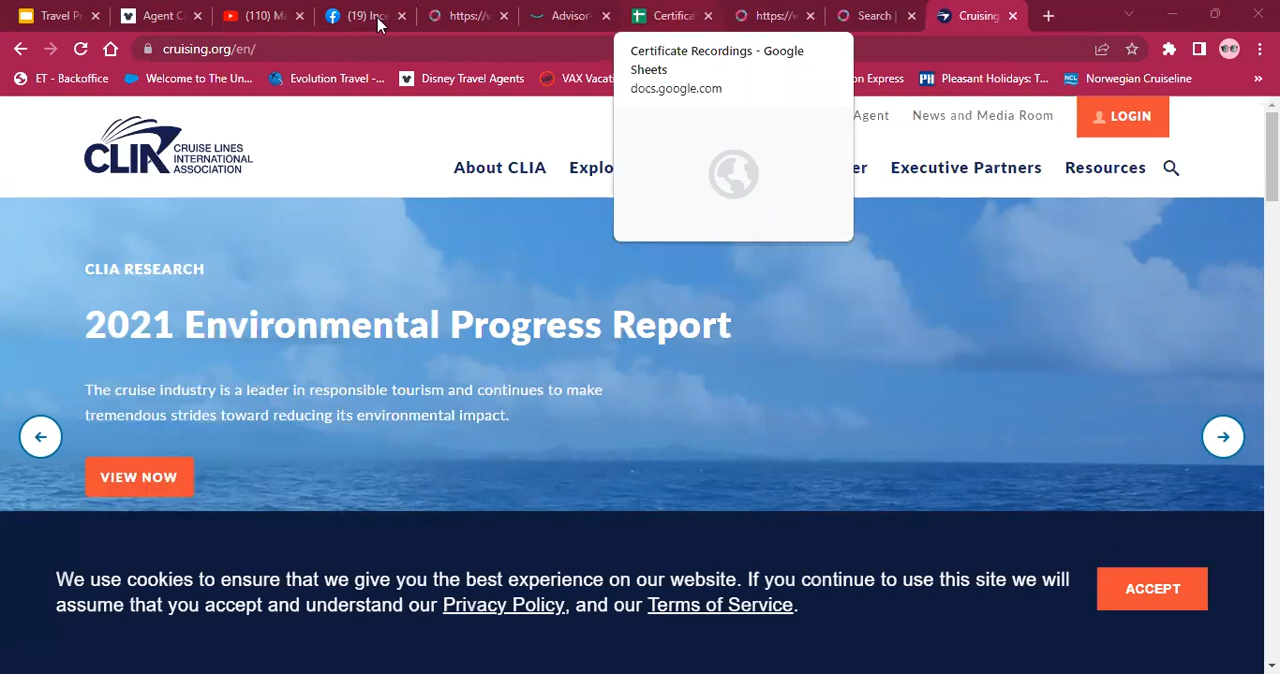 Travel P
Agent C
(110) M
(19) Ince
https://
Advisor
Certifica
https://w
Search |
Cruising
cruising.org/en/
ET - Backoffice
Welcome to The Un...
Evolution Travel -...
Disney Travel Agents
VAX Vacati
on Express
Pleasant Holidays: T...
Norwegian Cruiseline
»
Certificate Recordings - Google
Sheets
docs.google.com
Agent
News and Media Room
LOGIN
CLIA
CRUISE LINES
INTERNATIONAL
ASSOCIATION
About CLIA
Explo
er
Executive Partners
Resources
CLIA RESEARCH
2021 Environmental Progress Report
The cruise industry is a leader in responsible tourism and continues to make
tremendous strides toward reducing its environmental impact.
VIEW NOW
We use cookies to ensure that we give you the best experience on our website. If you continue to use this site we will
assume that you accept and understand our Privacy Policy, and our Terms of Service.
ACCEPT